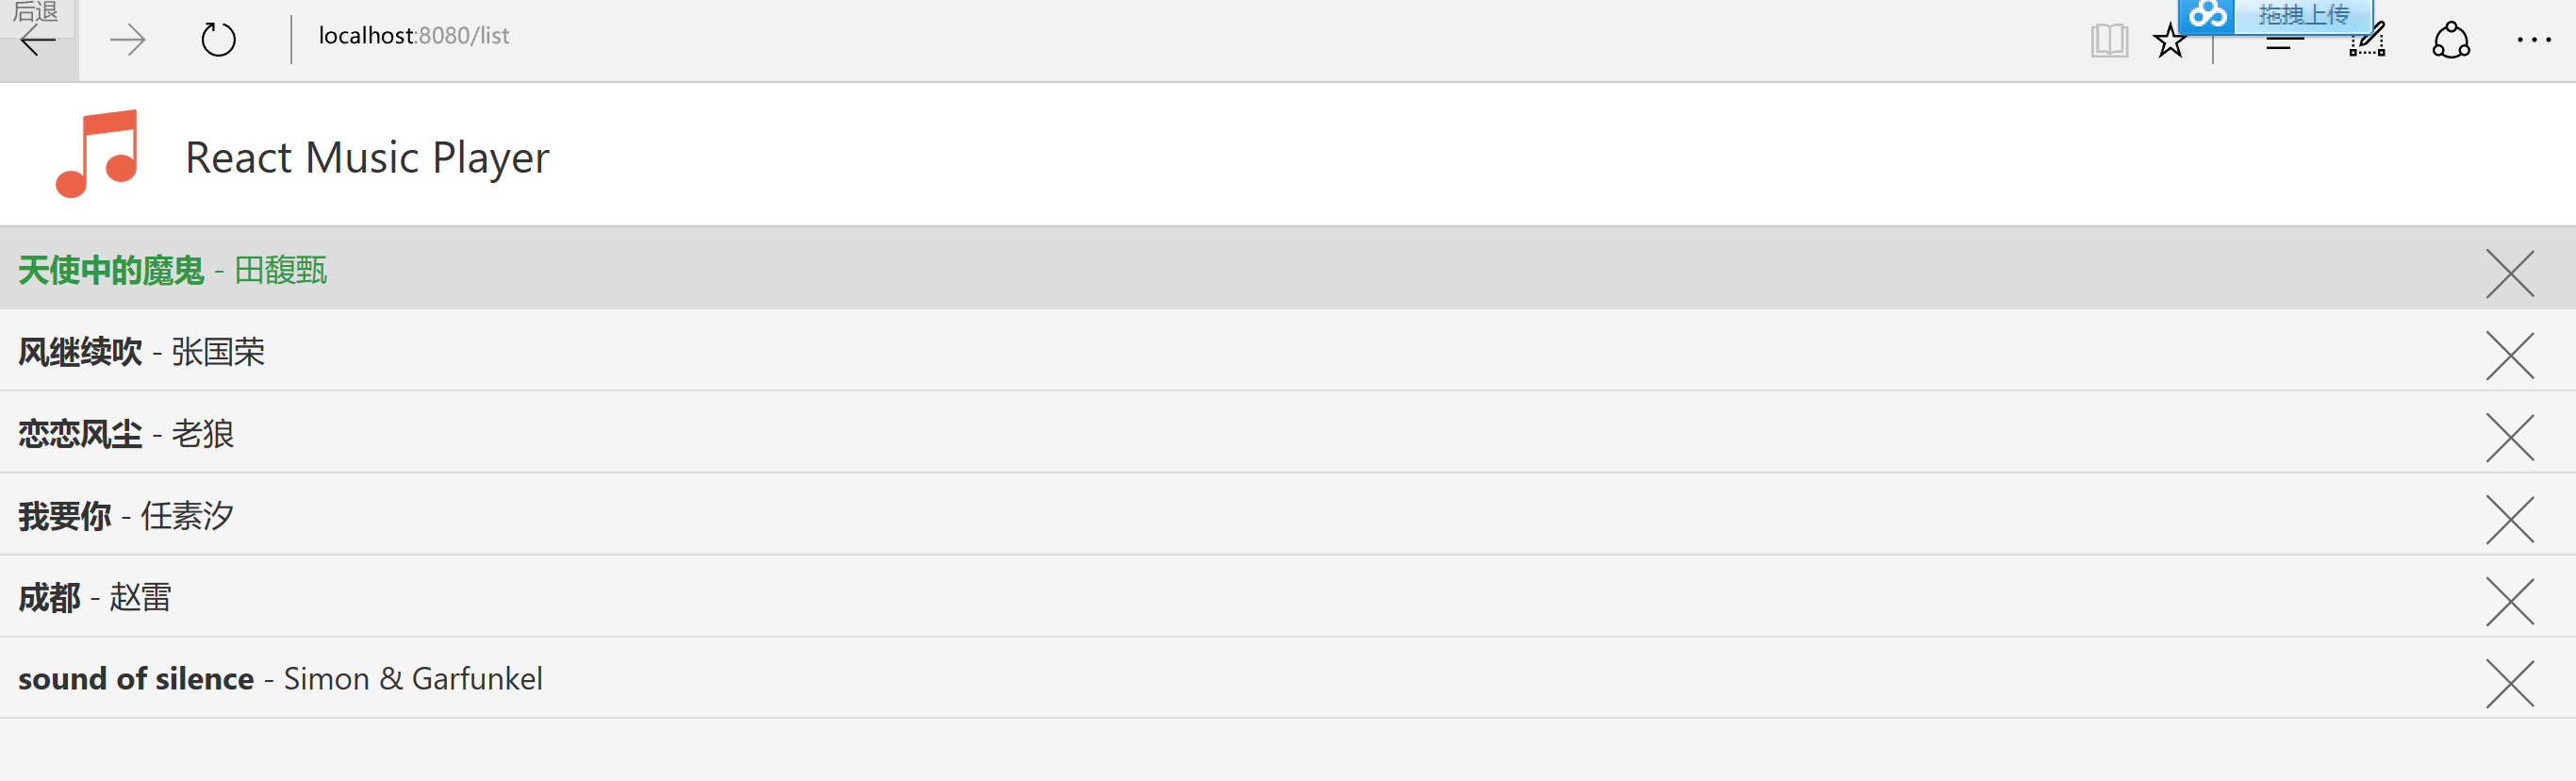 后退
拖拽上传
localhost:8080/list
React Music Player
天使中的魔鬼 - 田馥甄
风继续吹 - 张国荣
恋恋风尘 - 老狼
我要你 - 任素汐
成都 - 赵雷
sound of silence - Simon & Garfunkel